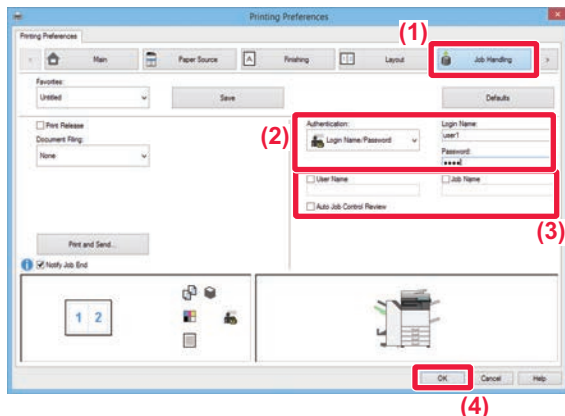 Printing Preferences
(1)
Printing Preferences
Main
Paper Source
A
Finishing
Layout
Job Handling
Favorites:
Untitled
Save
Defaults
Print Release
Document Filing:
None
(2)
Authentication:
Login Name/Password
Login Name:
user1
Password:
••••
User Name
Job Name
Auto Job Control Review
(3)
Print and Send...
Notify Job End
1 2
OK
Cancel
Help
(4)